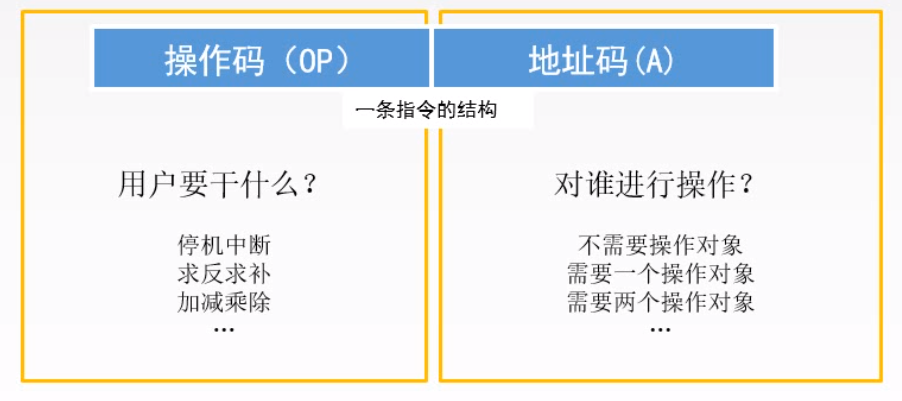 操作码（OP）
地址码(A)
一条指令的结构
用户要干什？
停机中断
求反求补
加减乘除
…
对谁进行操作？
不需要操作对象
需要一个操作对象
需要两个操作对象
…